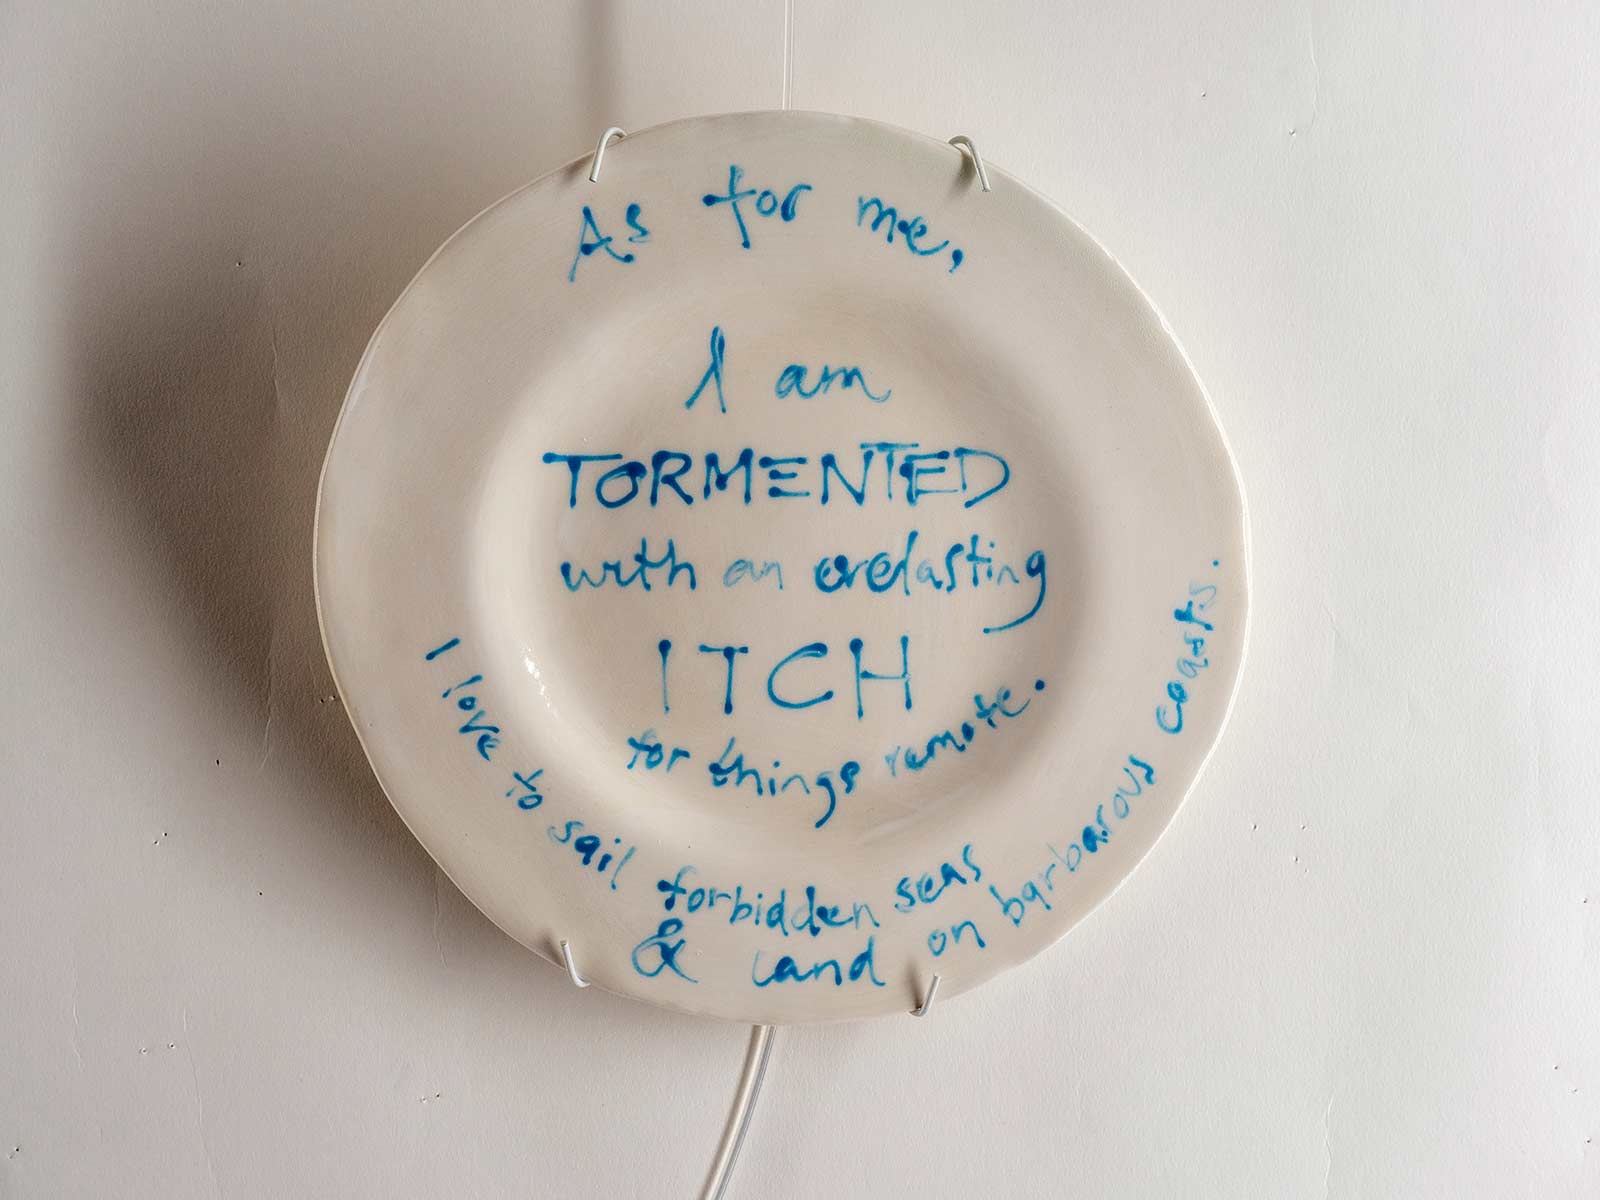 As for me,
I am
TORMENTED
with an everlasting
ITCH
for things remote.
I love to sail forbidden seas
& land on barbarous coasts.